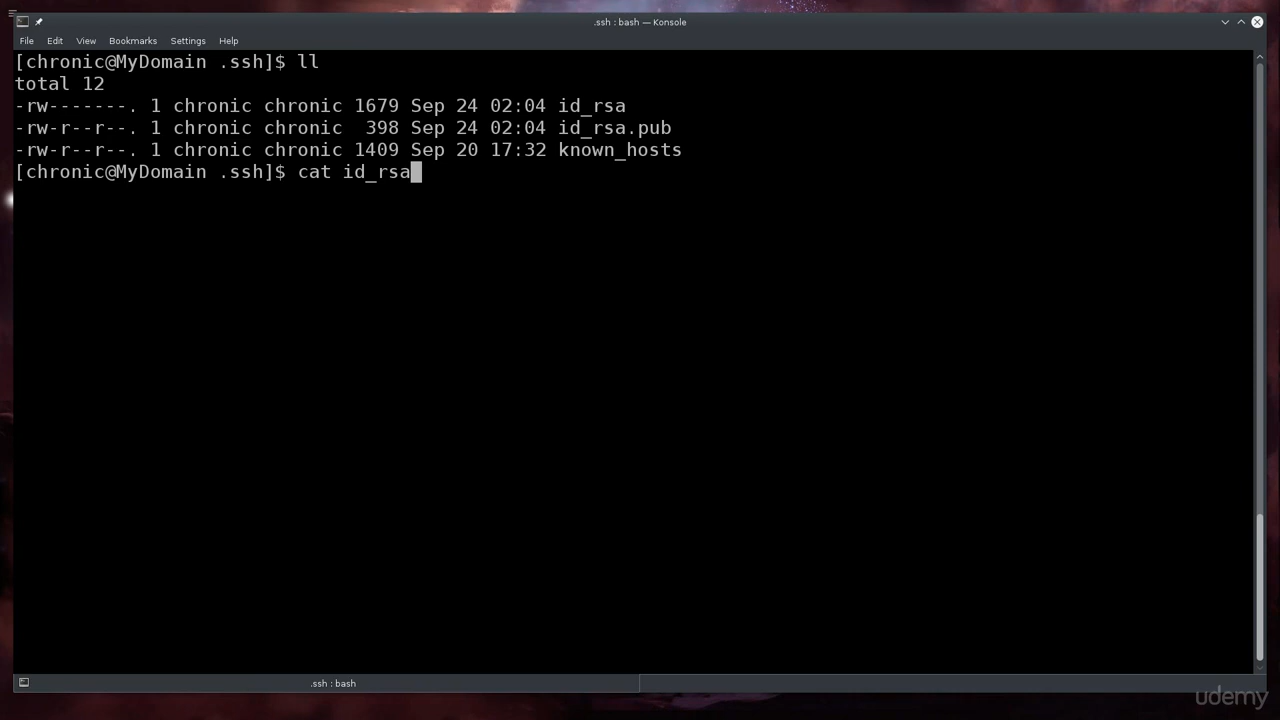 .ssh : bash — Konsole
File Edit View Bookmarks Settings Help
[chronic@MyDomain .ssh]$ ll
total 12
-rw-------. 1 chronic chronic 1679 Sep 24 02:04 id_rsa
-rw-r--r--. 1 chronic chronic  398 Sep 24 02:04 id_rsa.pub
-rw-r--r--. 1 chronic chronic 1409 Sep 20 17:32 known_hosts
[chronic@MyDomain .ssh]$ cat id_rsa
.ssh : bash
udemy